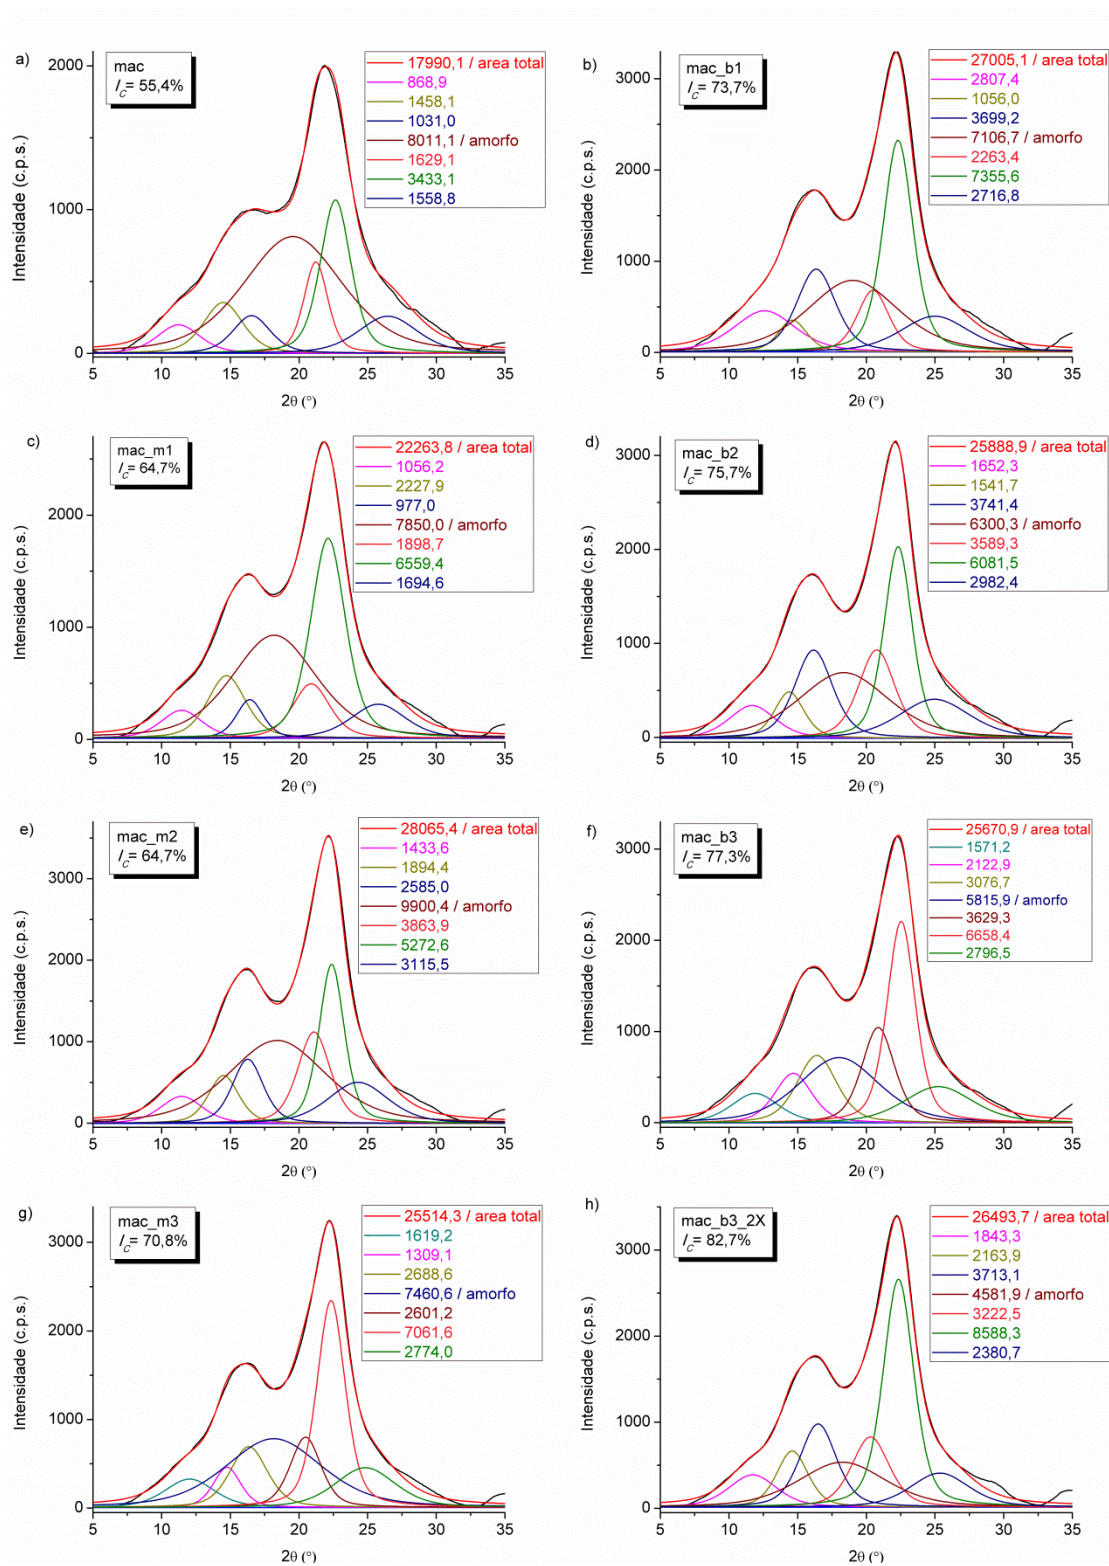 a)
mac
I_C = 55,4%
17990,1 / area total
868,9
1458,1
1031,0
8011,1 / amorfo
1629,1
3433,1
1558,8
Intensidade (c.p.s.)
2000
1000
0
5 10 15 20 25 30 35
2θ (°)
b)
mac_b1
I_C = 73,7%
27005,1 / area total
2807,4
1056,0
3699,2
7106,7 / amorfo
2263,4
7355,6
2716,8
Intensidade (c.p.s.)
3000
2000
1000
0
5 10 15 20 25 30 35
2θ (°)
c)
mac_m1
I_C = 64,7%
22263,8 / area total
1056,2
2227,9
977,0
7850,0 / amorfo
1898,7
6559,4
1694,6
Intensidade (c.p.s.)
2000
1000
0
5 10 15 20 25 30 35
2θ (°)
d)
mac_b2
I_C = 75,7%
25888,9 / area total
1652,3
1541,7
3741,4
6300,3 / amorfo
3589,3
6081,5
2982,4
Intensidade (c.p.s.)
3000
2000
1000
0
5 10 15 20 25 30 35
2θ (°)
e)
mac_m2
I_C = 64,7%
28065,4 / area total
1433,6
1894,4
2585,0
9900,4 / amorfo
3863,9
5272,6
3115,5
Intensidade (c.p.s.)
3000
2000
1000
0
5 10 15 20 25 30 35
2θ (°)
f)
mac_b3
I_C = 77,3%
25670,9 / area total
1571,2
2122,9
3076,7
5815,9 / amorfo
3629,3
6658,4
2796,5
Intensidade (c.p.s.)
3000
2000
1000
0
5 10 15 20 25 30 35
2θ (°)
g)
mac_m3
I_C = 70,8%
25514,3 / area total
1619,2
1309,1
2688,6
7460,6 / amorfo
2601,2
7061,6
2774,0
Intensidade (c.p.s.)
3000
2000
1000
0
5 10 15 20 25 30 35
2θ (°)
h)
mac_b3_2X
I_C = 82,7%
26493,7 / area total
1843,3
2163,9
3713,1
4581,9 / amorfo
3222,5
8588,3
2380,7
Intensidade (c.p.s.)
3000
2000
1000
0
5 10 15 20 25 30 35
2θ (°)